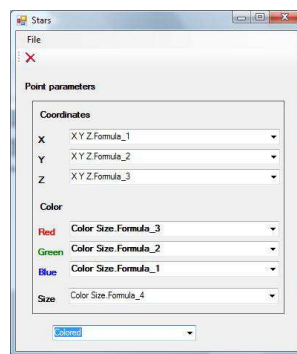 Stars
File
Point parameters
Coordinates
X X Y Z.Formula_1
Y X Y Z.Formula_2
Z X Y Z.Formula_3
Color
Red Color Size.Formula_3
Green Color Size.Formula_2
Blue Color Size.Formula_1
Size Color Size.Formula_4
Colored